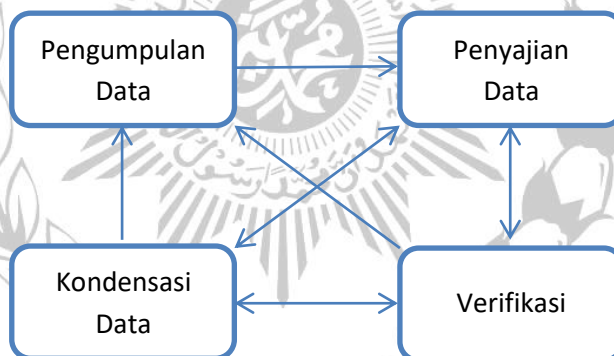 Pengumpulan
Data
Penyajian
Data
Kondensasi
Data
Verifikasi